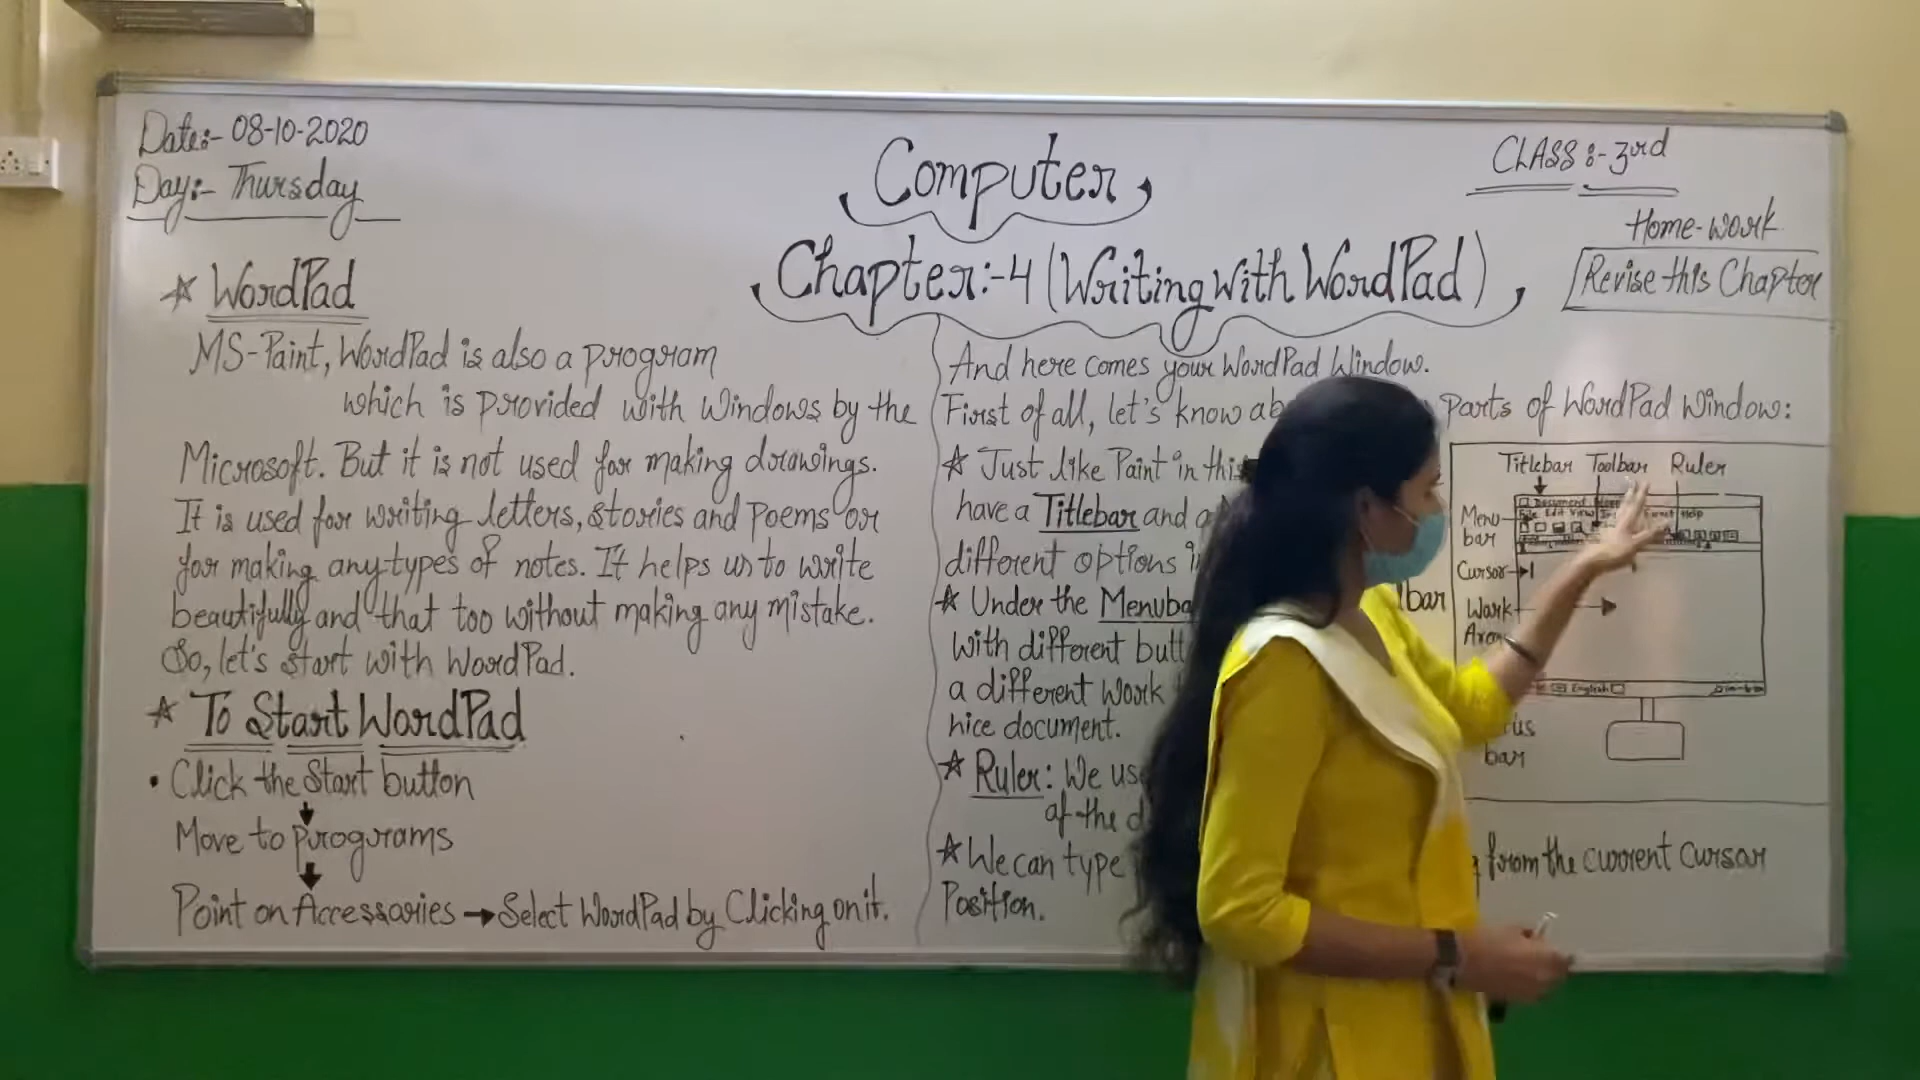 Date:- 08-10-2020
Day:- Thursday
Computer
CLASS :- 3rd
Chapter:-4 (Writing with WordPad)
Home-work
Revise this Chapter
WordPad
MS-Paint, WordPad is also a program
which is provided with Windows by the
Microsoft. But it is not used for making drawings.
It is used for writing letters, stories and poems or
for making any types of notes. It helps us to write
beautifully and that too without making any mistake.
So, let's start with WordPad.
To Start WordPad
• Click the Start button
Move to programs
Point on Accessories → Select WordPad by Clicking on it.
And here comes your WordPad Window.
First of all, let's know parts of WordPad Window:
Just like Paint in this
have a Titlebar and a
different options
Under the bar
with different
a different work
nice document.
Ruler: We
of the
We can type from the current cursor
Position.
Titlebar Toolbar Ruler
Document
File Edit View Format Help
Menu
bar
Cursor
Work
Area
English
bar